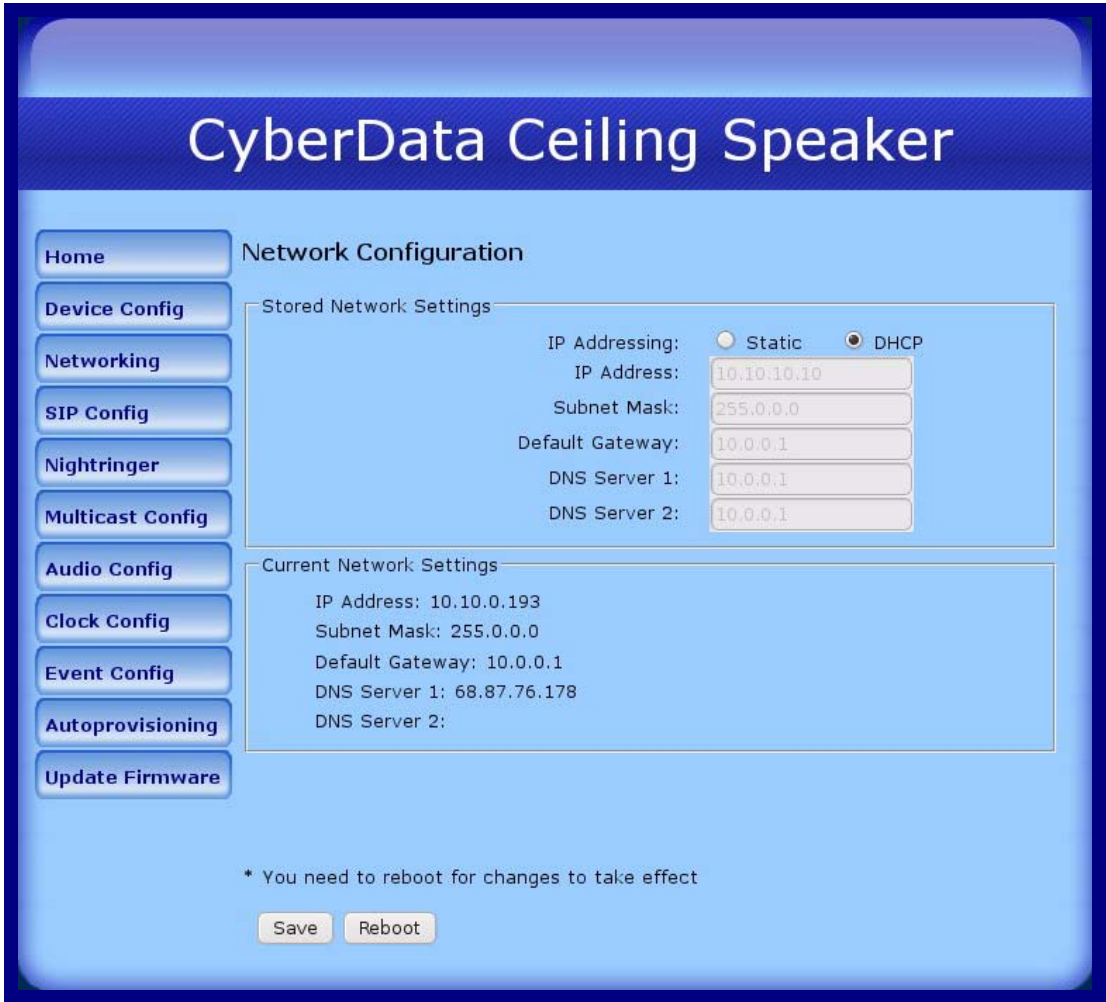 CyberData Ceiling Speaker
Home
Device Config
Networking
SIP Config
Nightringer
Multicast Config
Audio Config
Clock Config
Event Config
Autoprovisioning
Update Firmware
Network Configuration
Stored Network Settings
IP Addressing: Static DHCP
IP Address: 10.10.10.10
Subnet Mask: 255.0.0.0
Default Gateway: 10.0.0.1
DNS Server 1: 10.0.0.1
DNS Server 2: 10.0.0.1
Current Network Settings
IP Address: 10.10.0.193
Subnet Mask: 255.0.0.0
Default Gateway: 10.0.0.1
DNS Server 1: 68.87.76.178
DNS Server 2:
* You need to reboot for changes to take effect
Save Reboot